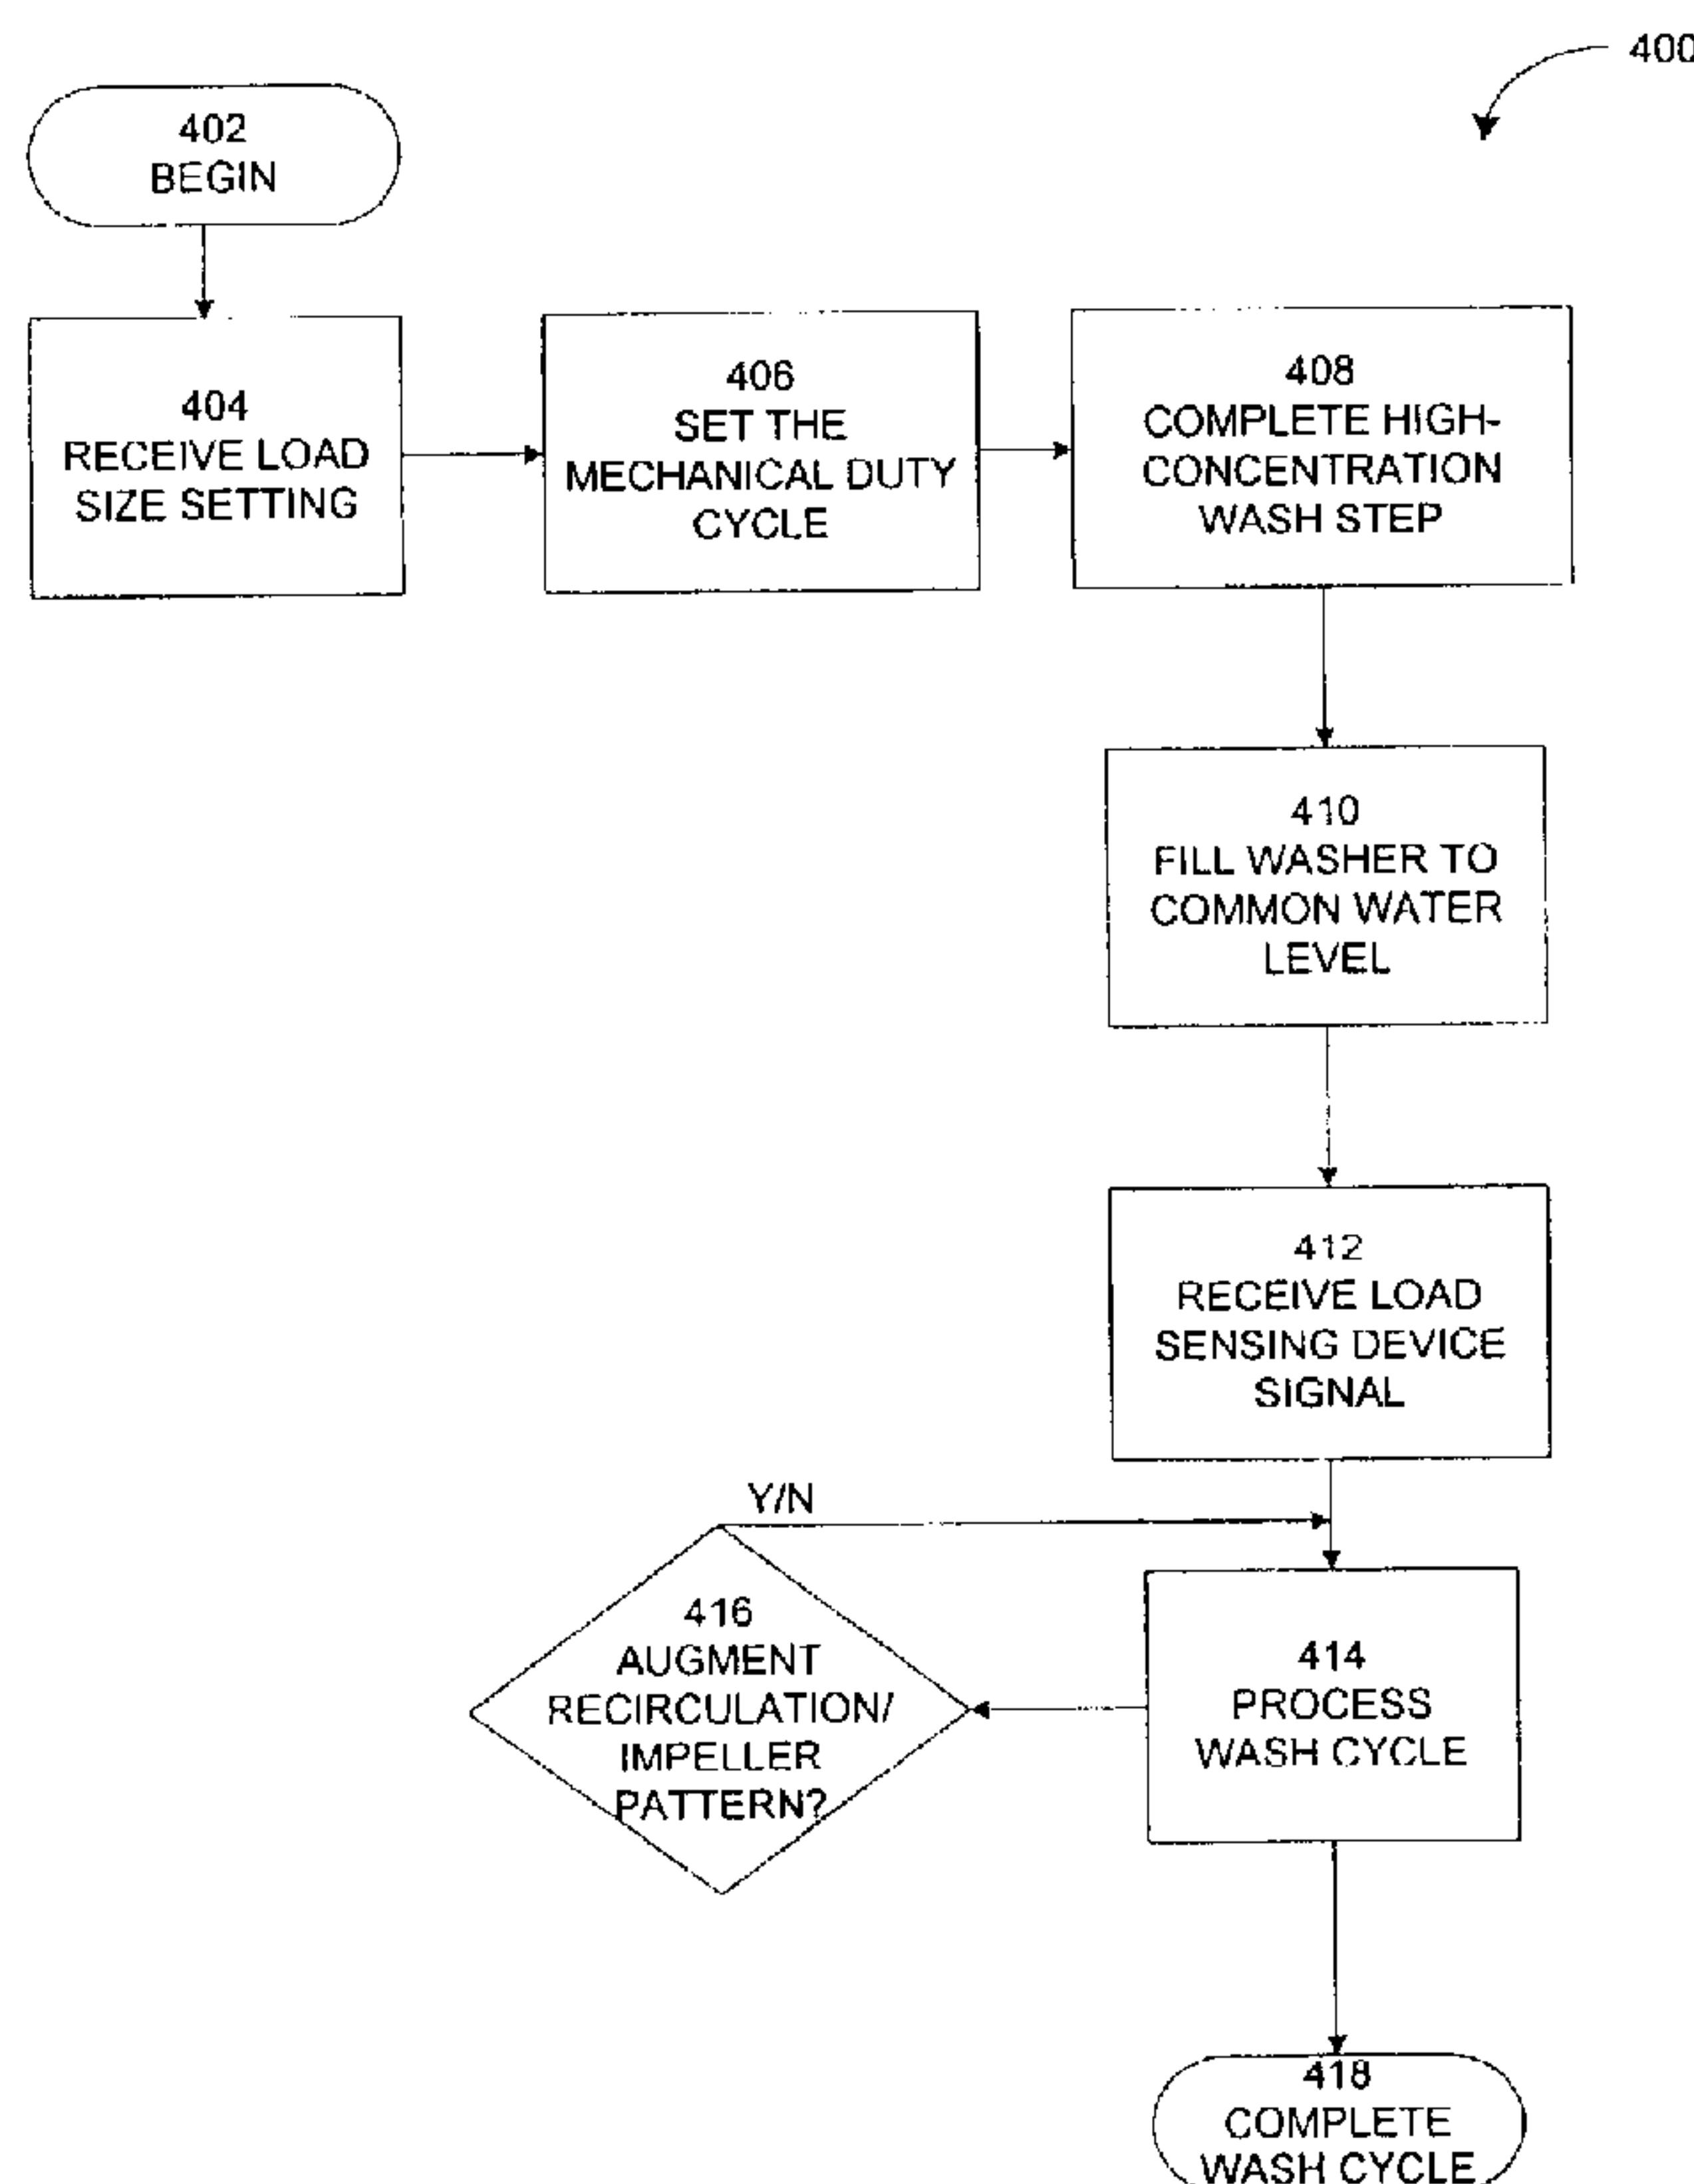 400
402
BEGIN
404
RECEIVE LOAD
SIZE SETTING
406
SET THE
MECHANICAL DUTY
CYCLE
408
COMPLETE HIGH-
CONCENTRATION
WASH STEP
410
FILL WASHER TO
COMMON WATER
LEVEL
412
RECEIVE LOAD
SENSING DEVICE
SIGNAL
Y/N
416
AUGMENT
RECIRCULATION/
IMPELLER
PATTERN?
414
PROCESS
WASH CYCLE
418
COMPLETE
WASH CYCLE